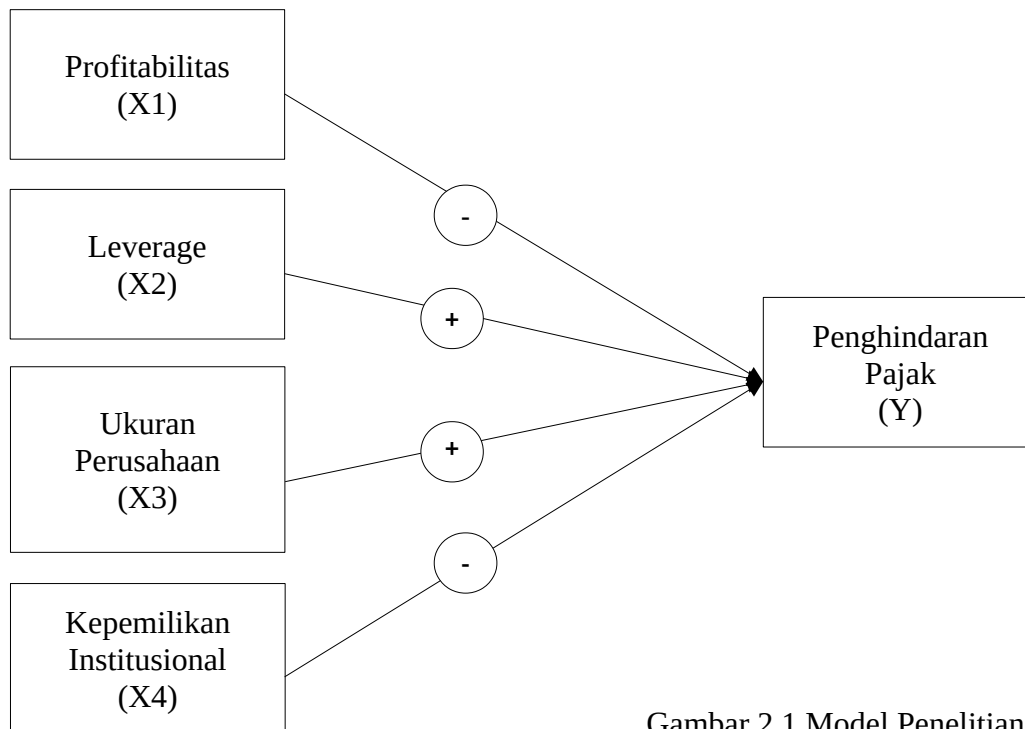 Profitabilitas
(X1)
-
Leverage
(X2)
+
Penghindaran
Pajak
(Y)
Ukuran
Perusahaan
(X3)
+
-
Kepemilikan
Institusional
(X4)
Gambar 2.1 Model Penelitian